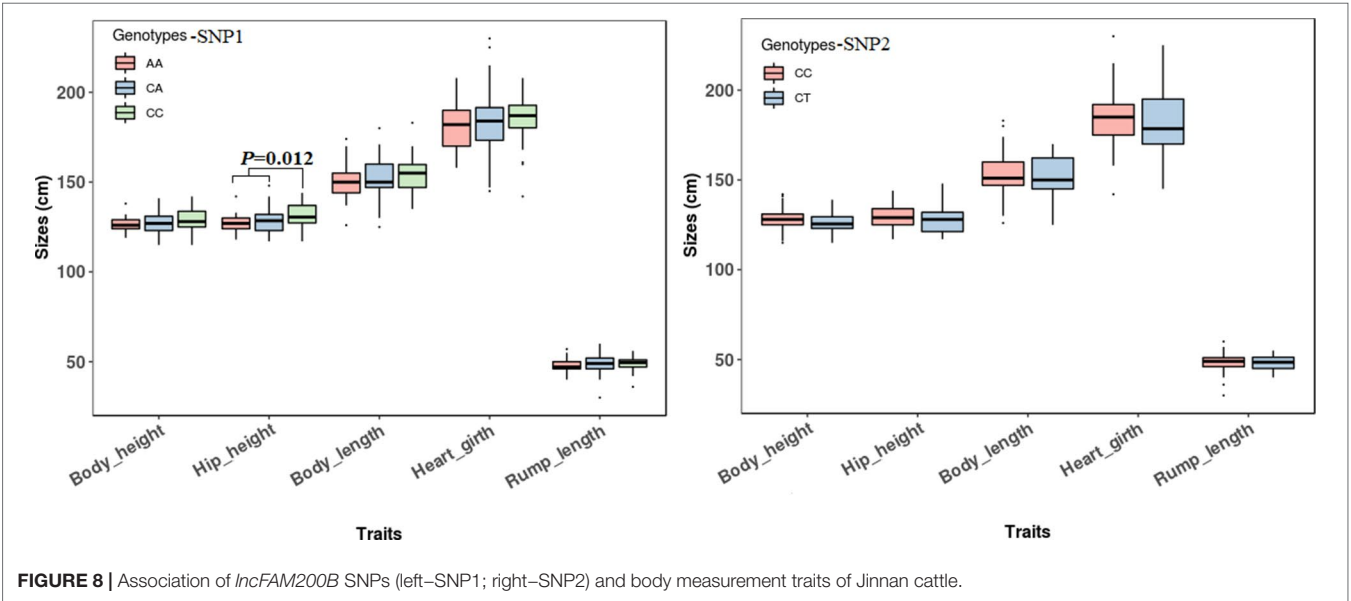 Genotypes-SNP1
AA
CA
CC
P=0.012
200
150
100
50
Sizes (cm)
Body_height
Hip_height
Body_length
Heart_girth
Rump_length
Traits
Genotypes-SNP2
CC
CT
200
150
100
50
Sizes (cm)
Body_height
Hip_height
Body_length
Heart_girth
Rump_length
Traits
FIGURE 8 | Association of lncFAM200B SNPs (left–SNP1; right–SNP2) and body measurement traits of Jinnan cattle.